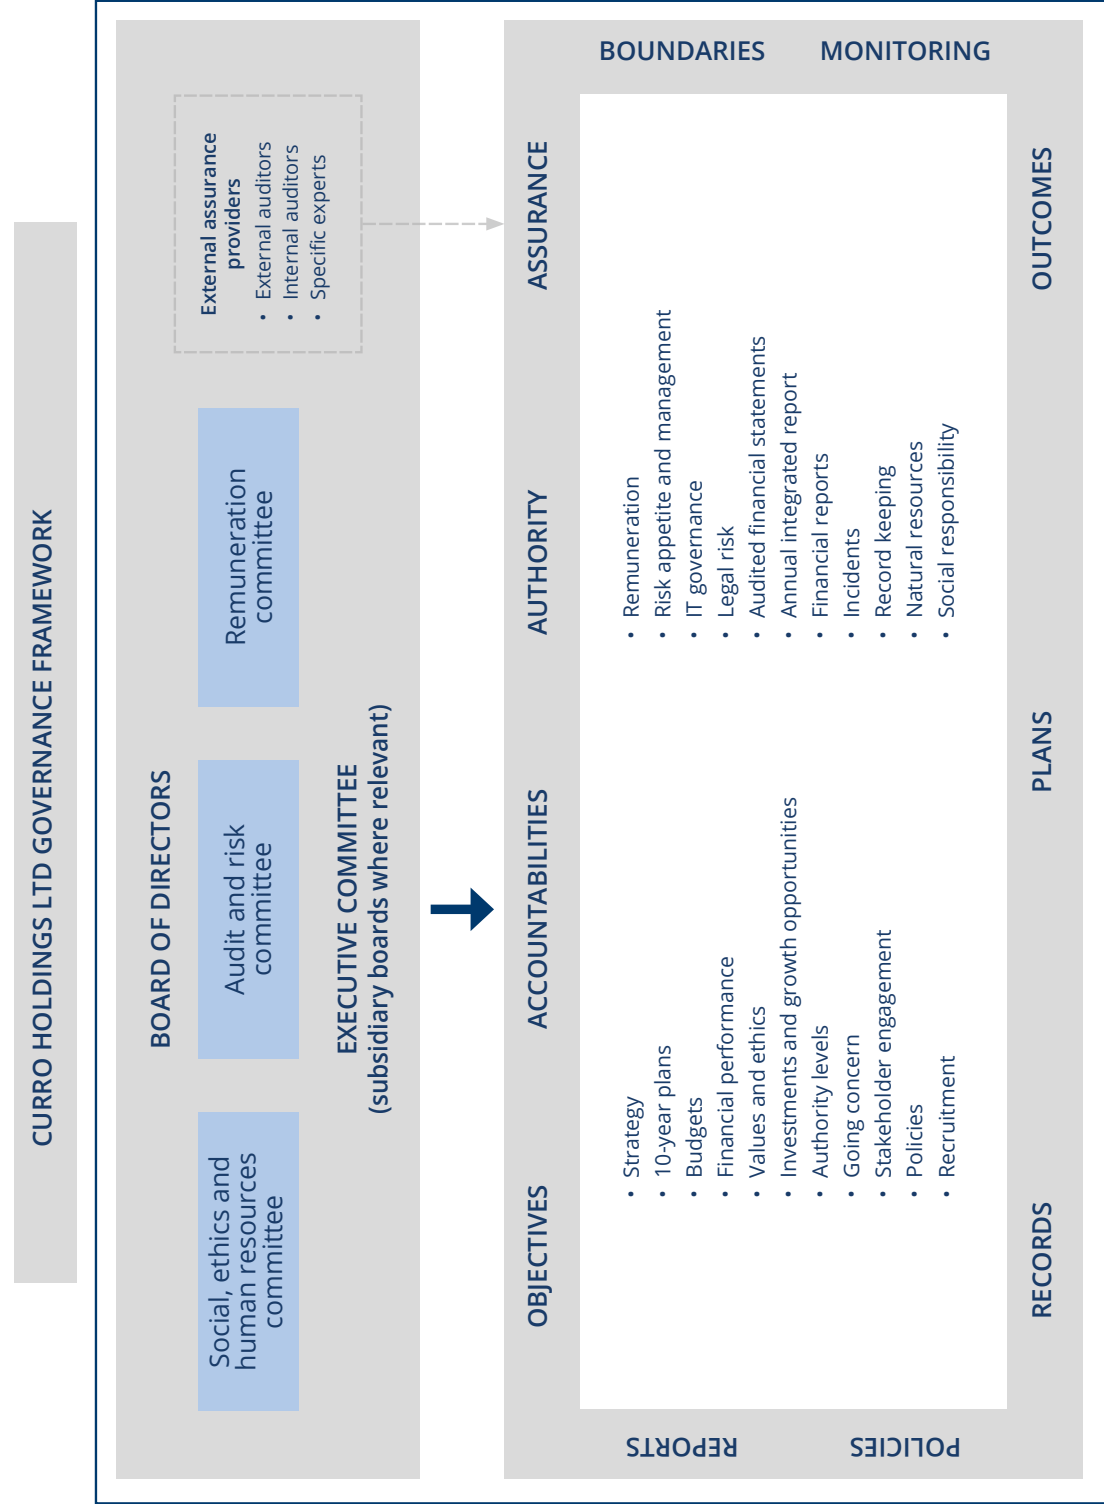 CURRO HOLDINGS LTD GOVERNANCE FRAMEWORK
BOARD OF DIRECTORS
Social, ethics and
human resources
committee
Audit and risk
committee
Remuneration
committee
External assurance
providers
• External auditors
• Internal auditors
• Specific experts
EXECUTIVE COMMITTEE
(subsidiary boards where relevant)
OBJECTIVES
ACCOUNTABILITIES
AUTHORITY
ASSURANCE
REPORTS
POLICIES
• Strategy
• 10-year plans
• Budgets
• Financial performance
• Values and ethics
• Investments and growth opportunities
• Authority levels
• Going concern
• Stakeholder engagement
• Policies
• Recruitment
• Remuneration
• Risk appetite and management
• IT governance
• Legal risk
• Audited financial statements
• Annual integrated report
• Financial reports
• Incidents
• Record keeping
• Natural resources
• Social responsibility
BOUNDARIES
MONITORING
RECORDS
PLANS
OUTCOMES